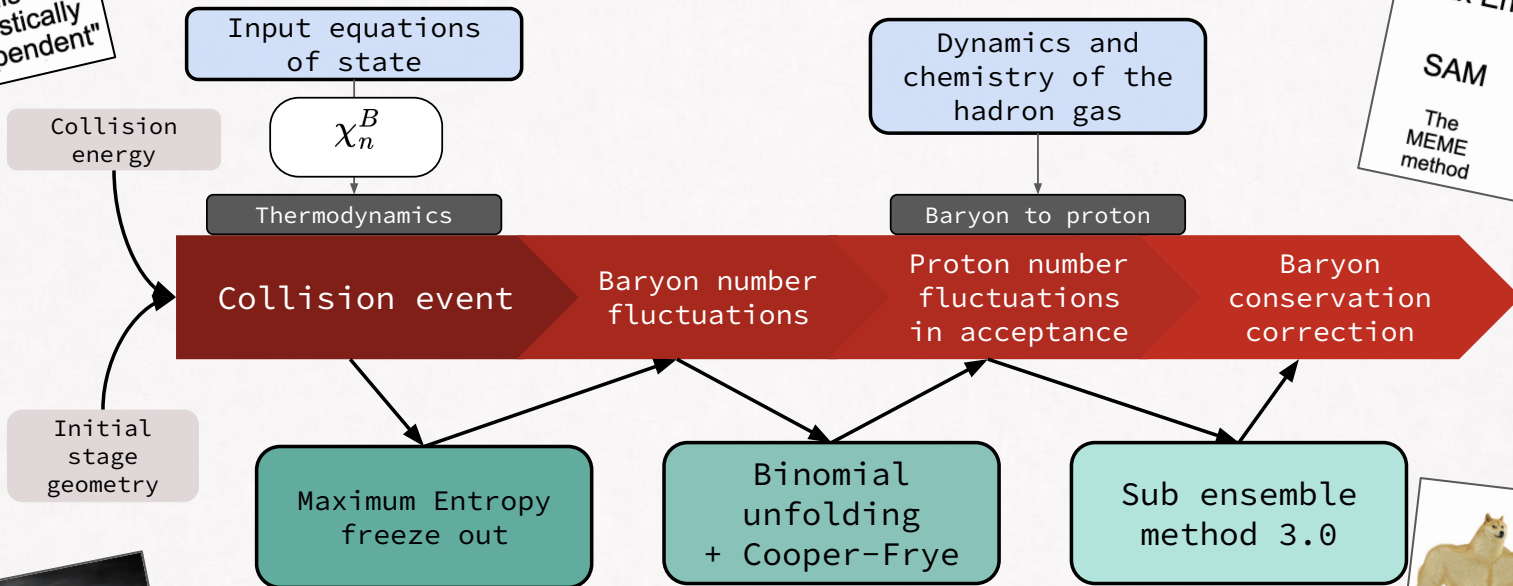 stically
pendent"
Input equations
of state
χ_n^B
Collision
energy
Thermodynamics
Dynamics and
chemistry of the
hadron gas
Baryon to proton
SAM
The
MEME
method
Collision event
Baryon number
fluctuations
Proton number
fluctuations
in acceptance
Baryon
conservation
correction
Initial
stage
geometry
Maximum Entropy
freeze out
Binomial
unfolding
+ Cooper-Frye
Sub ensemble
method 3.0